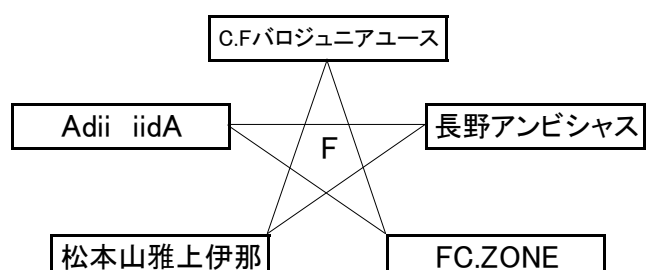 C.Fバロジュニアユース
Adii iidA
長野アンビシャス
F
松本山雅上伊那
FC.ZONE